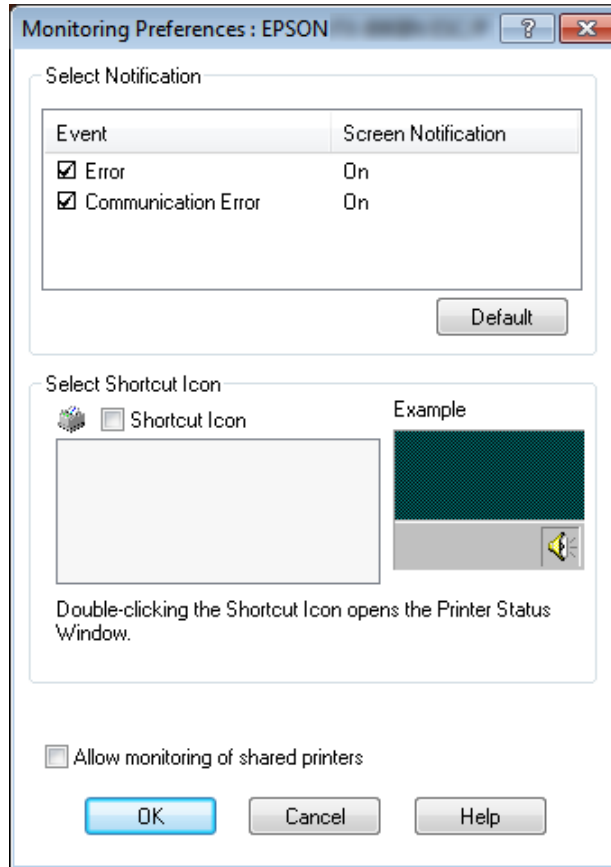 Monitoring Preferences : EPSON
Select Notification
Event Screen Notification
Error On
Communication Error On
Default
Select Shortcut Icon
Shortcut Icon
Example
Double-clicking the Shortcut Icon opens the Printer Status
Window.
Allow monitoring of shared printers
OK Cancel Help